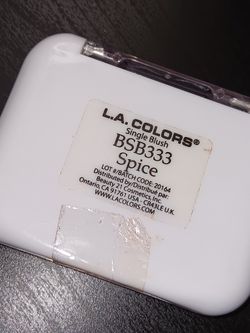 L.A. COLORS®
Single Blush
BSB333
Spice
LOT #/BATCH CODE: 20164
Distributed by/Distribué par:
Beauty 21 Cosmetics, Inc.
Ontario, CA 91761 USA · CR43LE U.K.
WWW.LACOLORS.COM